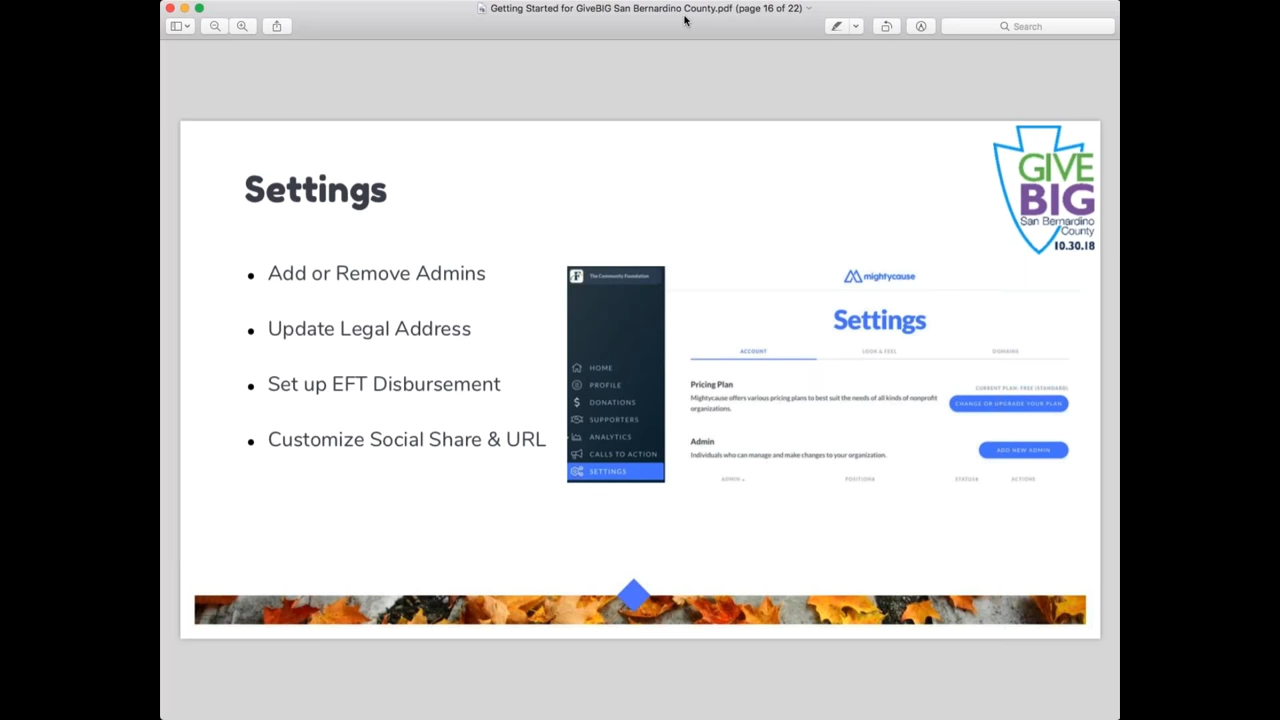 Getting Started for GiveBIG San Bernardino County.pdf (page 16 of 22)
Search
GIVE
BIG
San Bernardino
County
10.30.18
Settings
• Add or Remove Admins
• Update Legal Address
• Set up EFT Disbursement
• Customize Social Share & URL
F The Community Foundation
HOME
PROFILE
DONATIONS
SUPPORTERS
ANALYTICS
CALLS TO ACTION
SETTINGS
mightycause
Settings
ACCOUNT LOOK & FEEL DOMAINS
Pricing Plan
Mightycause offers various pricing plans to best suit the needs of all kinds of nonprofit
organizations.
CURRENT PLAN: FREE (STANDARD)
CHANGE OR UPGRADE YOUR PLAN
Admin
Individuals who can manage and make changes to your organization.
ADD NEW ADMIN
ADMIN POSITION STATUS ACTIONS